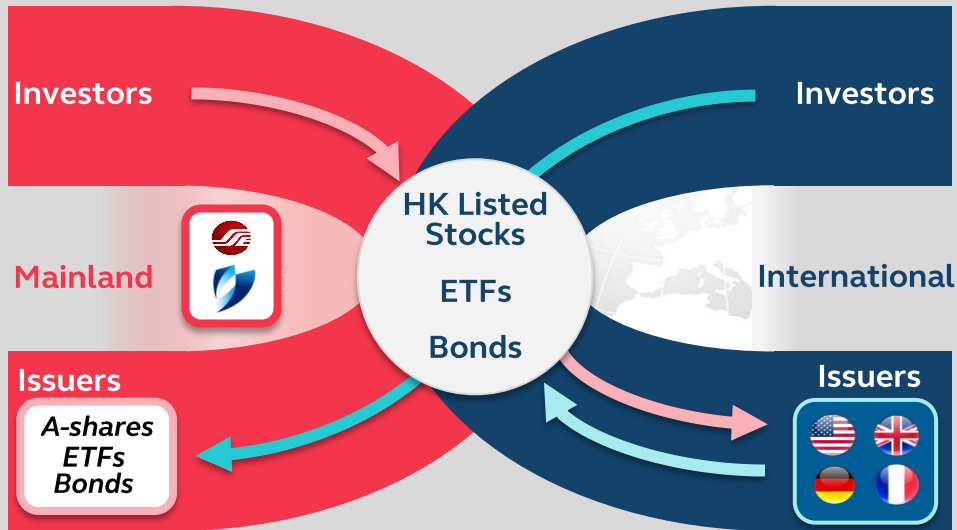 Investors
Investors
HK Listed
Stocks
ETFs
Bonds
Mainland
International
Issuers
A-shares
ETFs
Bonds
Issuers